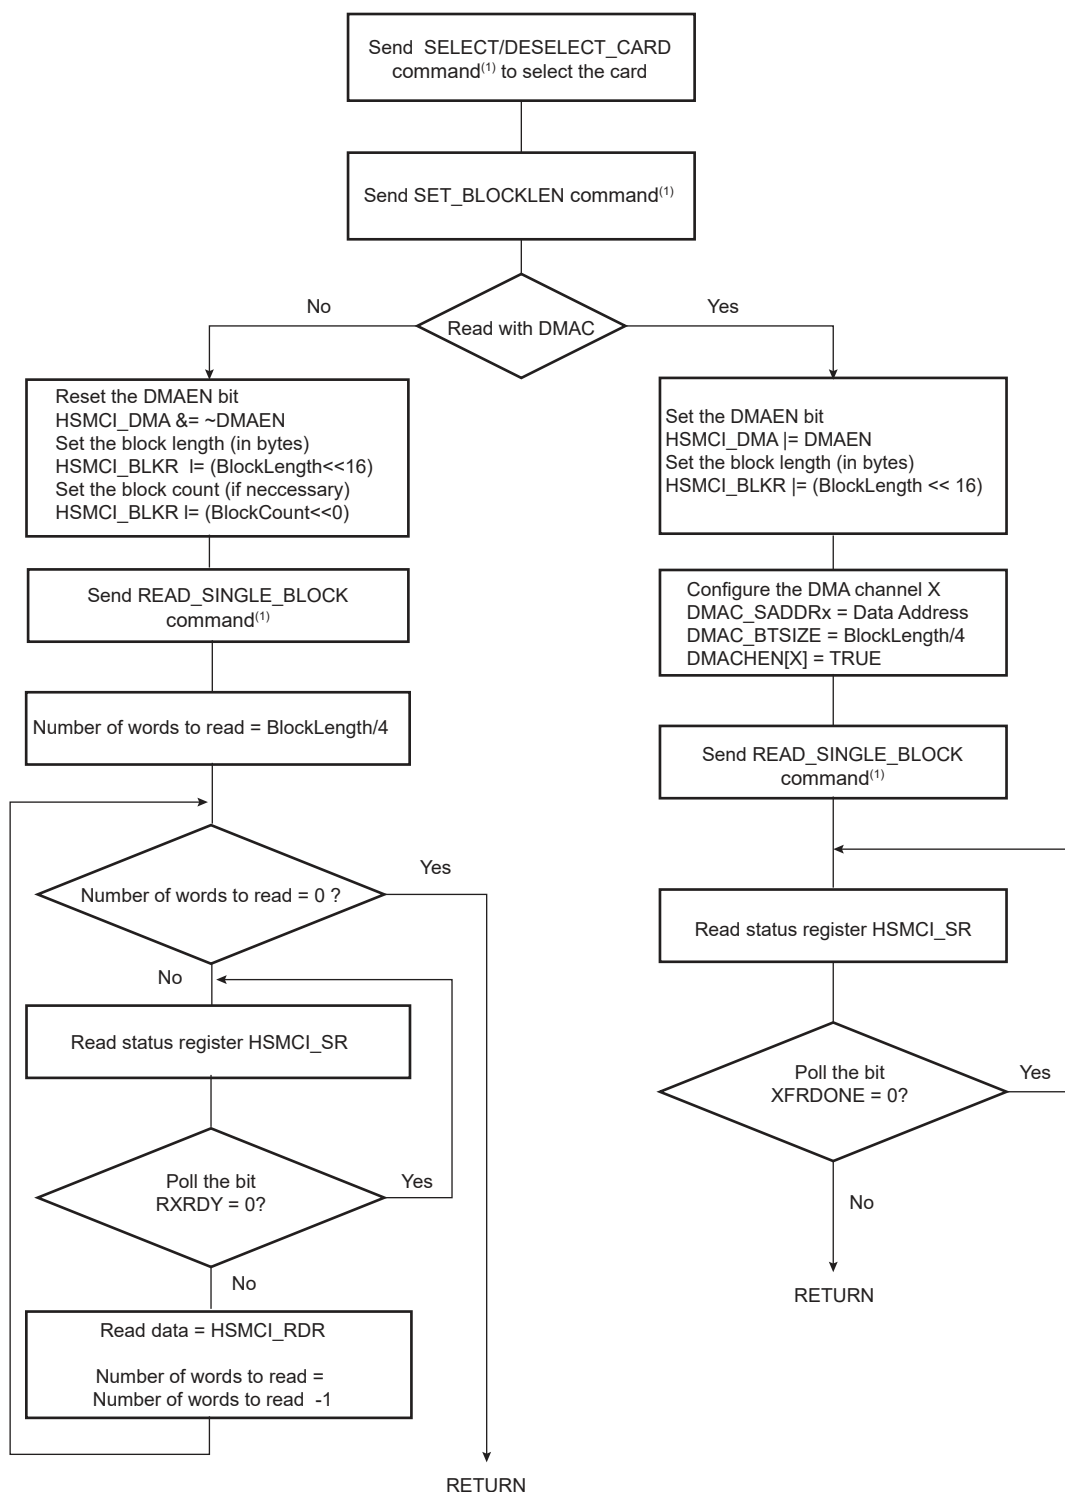 Send SELECT/DESELECT_CARD
command(1) to select the card
Send SET_BLOCKLEN command(1)
No
Yes
Read with DMAC
Reset the DMAEN bit
HSMCI_DMA &= ~DMAEN
Set the block length (in bytes)
HSMCI_BLKR l= (BlockLength<<16)
Set the block count (if neccessary)
HSMCI_BLKR l= (BlockCount<<0)
Send READ_SINGLE_BLOCK
command(1)
Number of words to read = BlockLength/4
Number of words to read = 0 ?
Yes
No
Read status register HSMCI_SR
Poll the bit
RXRDY = 0?
Yes
No
Read data = HSMCI_RDR
Number of words to read =
Number of words to read -1
RETURN
Set the DMAEN bit
HSMCI_DMA |= DMAEN
Set the block length (in bytes)
HSMCI_BLKR |= (BlockLength << 16)
Configure the DMA channel X
DMAC_SADDRx = Data Address
DMAC_BTSIZE = BlockLength/4
DMACHEN[X] = TRUE
Send READ_SINGLE_BLOCK
command(1)
Read status register HSMCI_SR
Poll the bit
XFRDONE = 0?
Yes
No
RETURN